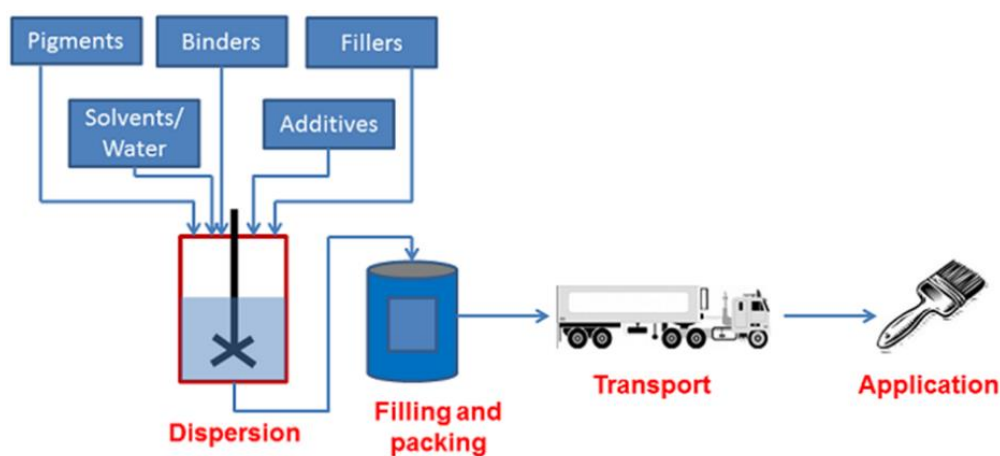 Pigments
Binders
Fillers
Solvents/
Water
Additives
Dispersion
Filling and
packing
Transport
Application